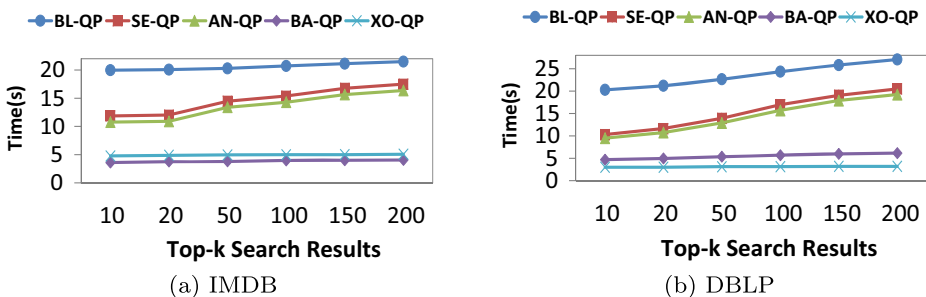 BL-QP SE-QP AN-QP BA-QP XO-QP
Time(s)
20
15
10
5
0
10 20 50 100 150 200
Top-k Search Results
(a) IMDB
BL-QP SE-QP AN-QP BA-QP XO-QP
Time(s)
25
20
15
10
5
0
10 20 50 100 150 200
Top-k Search Results
(b) DBLP